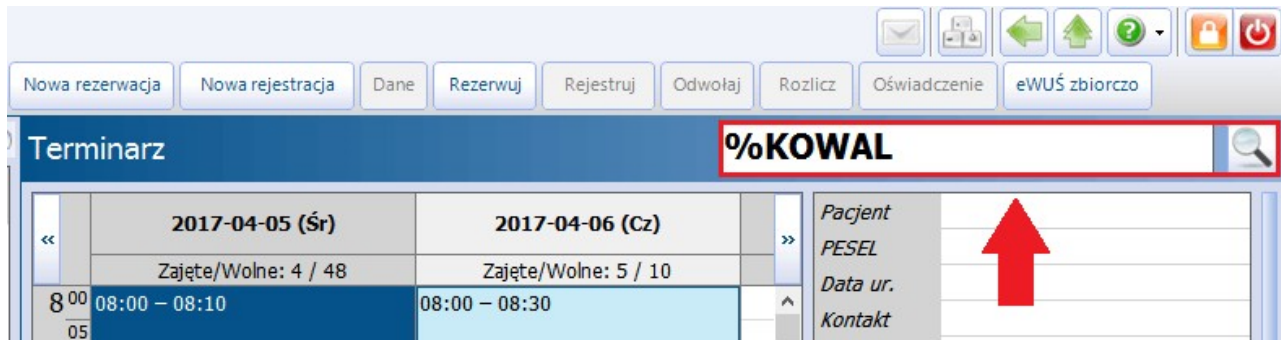 Nowa rezerwacja Nowa rejestracja Dane Rezerwuj Rejestruj Odwołaj Rozlicz Oświadczenie eWUŚ zbiorczo
Terminarz %KOWAL
« 2017-04-05 (Śr) 2017-04-06 (Cz) »
Zajęte/Wolne: 4 / 48 Zajęte/Wolne: 5 / 10
8 00 08:00 – 08:10 08:00 – 08:30
05
Pacjent
PESEL
Data ur.
Kontakt